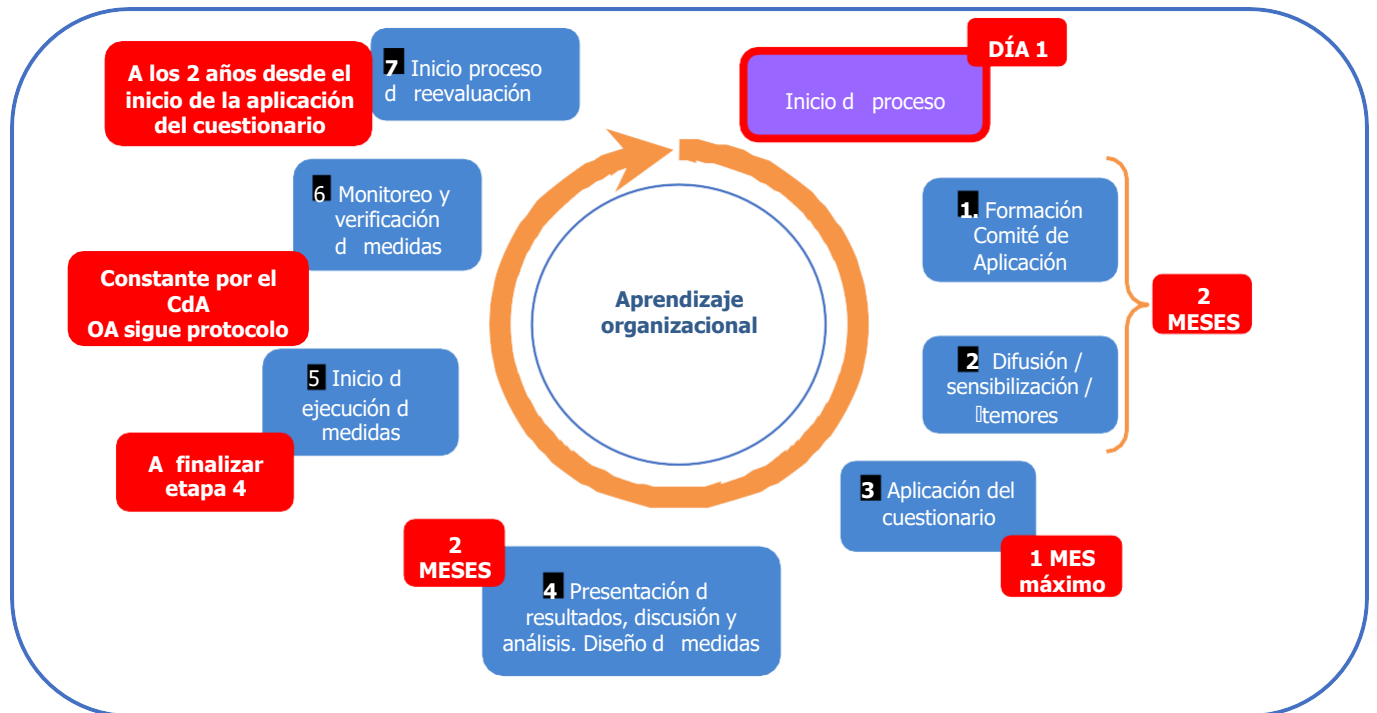 DÍA 1
Inicio d proceso
1. Formación
Comité de
Aplicación
2 Difusión /
sensibilización /
temores
2
MESES
3 Aplicación del
cuestionario
1 MES
máximo
4 Presentación d
resultados, discusión y
análisis. Diseño d medidas
2
MESES
5 Inicio d
ejecución d
medidas
A finalizar
etapa 4
6 Monitoreo y
verificación
d medidas
Constante por el
CdA
OA sigue protocolo
7 Inicio proceso
d reevaluación
A los 2 años desde el
inicio de la aplicación
del cuestionario
Aprendizaje
organizacional